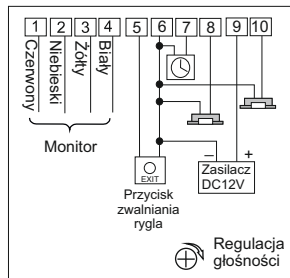 1 2 3 4 5 6 7 8 9 10
Czerwony
Niebieski
Żółty
Biały
Monitor
EXIT
Przycisk
zwalniania
rygla
– +
Zasilacz
DC12V
Regulacja
głośności